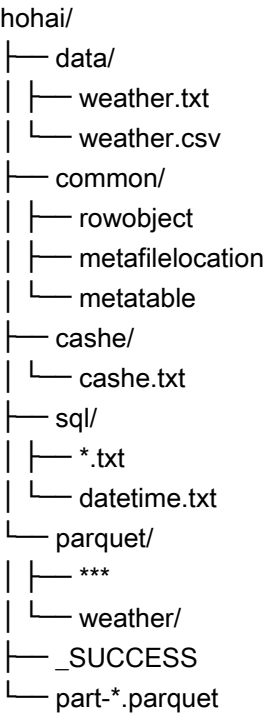 hohai/
├── data/
│ ├── weather.txt
│ └── weather.csv
├── common/
│ ├── rowobject
│ ├── metafilelocation
│ └── metatable
├── cashe/
│ └── cashe.txt
├── sql/
│ ├── *.txt
│ └── datetime.txt
└── parquet/
│ ├── ***
│ └── weather/
├── _SUCCESS
└── part-*.parquet